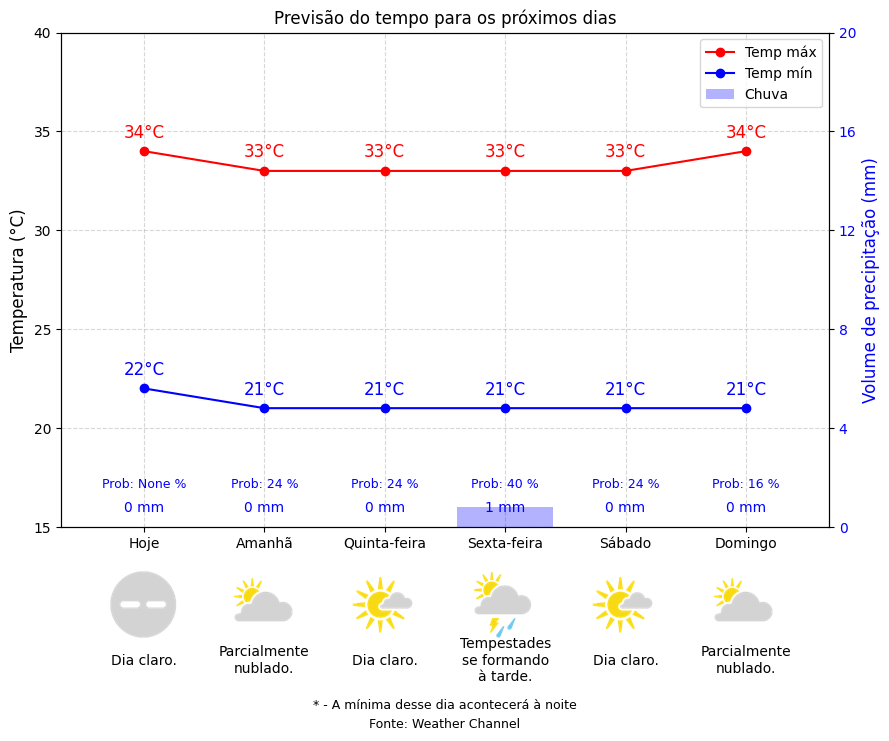 Previsão do tempo para os próximos dias
40
35
30
25
20
15
Temperatura (°C)
20
16
12
8
4
0
Volume de precipitação (mm)
Temp máx
Temp mín
Chuva
34°C 33°C 33°C 33°C 33°C 34°C
22°C 21°C 21°C 21°C 21°C 21°C
Prob: None % Prob: 24 % Prob: 24 % Prob: 40 % Prob: 24 % Prob: 16 %
0 mm 0 mm 0 mm 1 mm 0 mm 0 mm
Hoje Amanhã Quinta-feira Sexta-feira Sábado Domingo
Dia claro.
Parcialmente
nublado.
Dia claro.
Tempestades
se formando
à tarde.
Dia claro.
Parcialmente
nublado.
* - A mínima desse dia acontecerá à noite
Fonte: Weather Channel